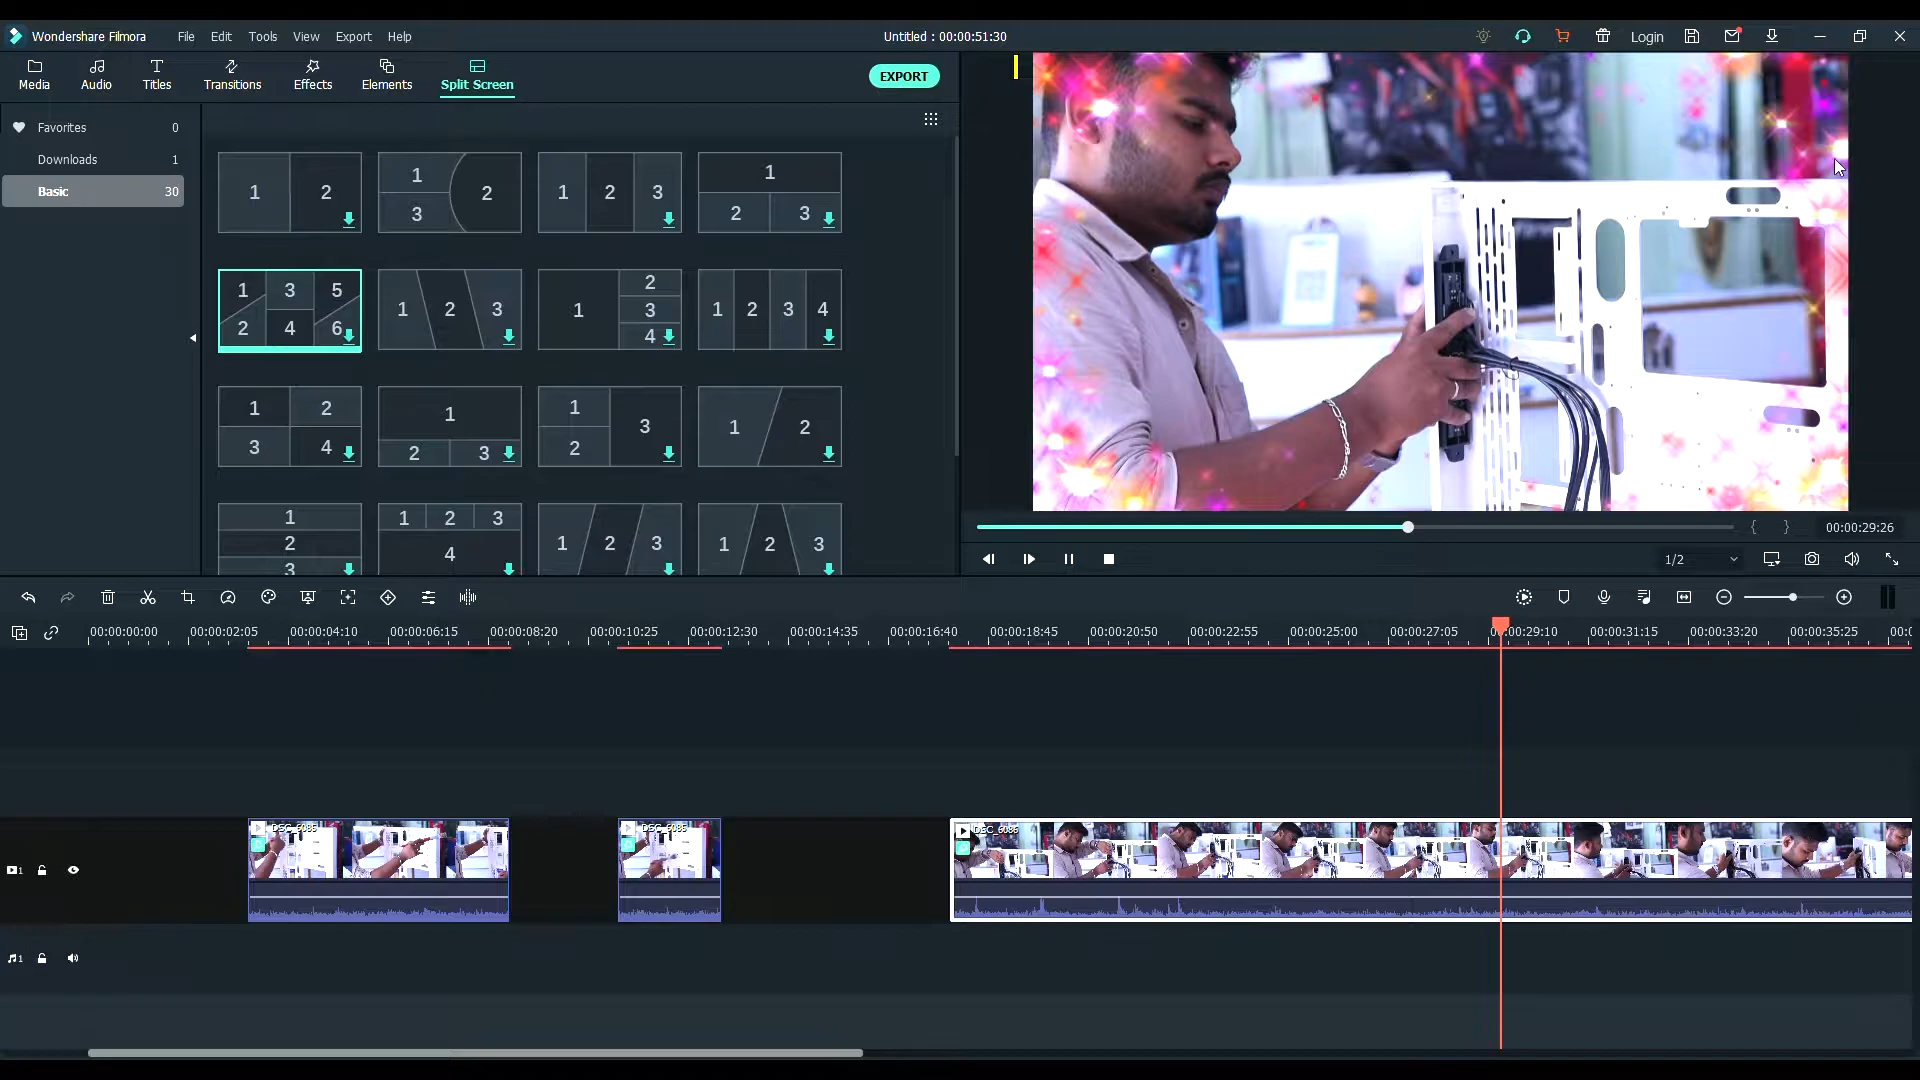 Wondershare Filmora File Edit Tools View Export Help Untitled : 00:00:51:30 Login
Media Audio Titles Transitions Effects Elements Split Screen EXPORT
Favorites 0
Downloads 1
Basic 30
1 2
1 3 2
1 2 3
1 2 3
1 3 5 2 4 6
1 2 3
1 2 3 4
1 2 3 4
1 2 3 4
1 2 3
1 2 3
1 2
1 2 3
1 2 3 4
1 2 3
1 2 3
{ } 00:00:29:26
1/2
00:00:00:00 00:00:02:05 00:00:04:10 00:00:06:15 00:00:08:20 00:00:10:25 00:00:12:30 00:00:14:35 00:00:16:40 00:00:18:45 00:00:20:50 00:00:22:55 00:00:25:00 00:00:27:05 00:00:29:10 00:00:31:15 00:00:33:20 00:00:35:25
DSC_6085 DSC_6085 DSC_6086
1
1